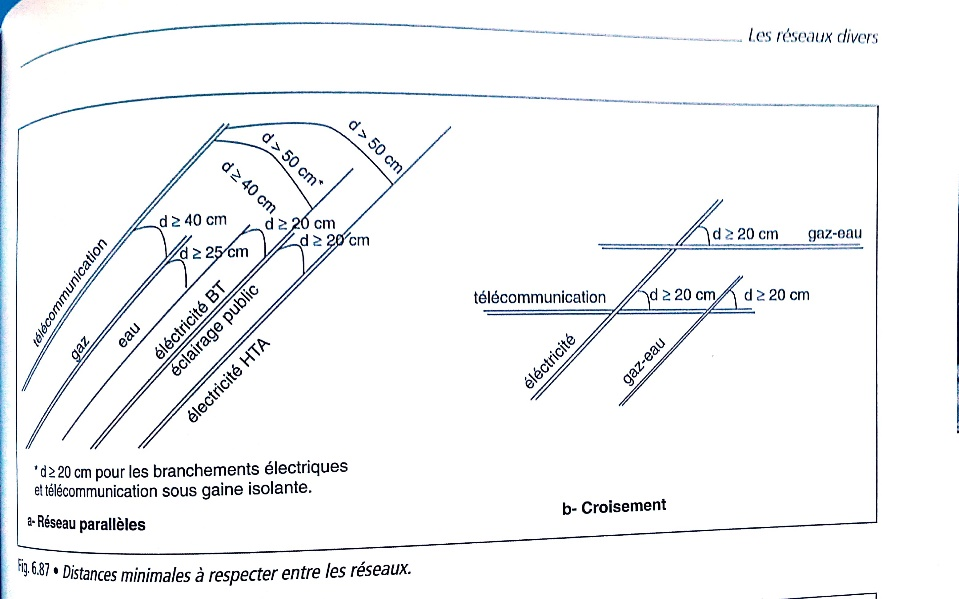 Les réseaux divers
d > 50 cm
d > 50 cm*
d ≥ 40 cm
d ≥ 40 cm
d ≥ 20 cm
d ≥ 20 cm
d ≥ 25 cm
télécommunication
gaz
eau
éléctricité BT
éclairage public
électricité HTA
* d ≥ 20 cm pour les branchements électriques
et télécommunication sous gaine isolante.
a- Réseau parallèles
d ≥ 20 cm gaz-eau
télécommunication d ≥ 20 cm d ≥ 20 cm
éléctricité
gaz-eau
b- Croisement
Fig. 6.87 • Distances minimales à respecter entre les réseaux.